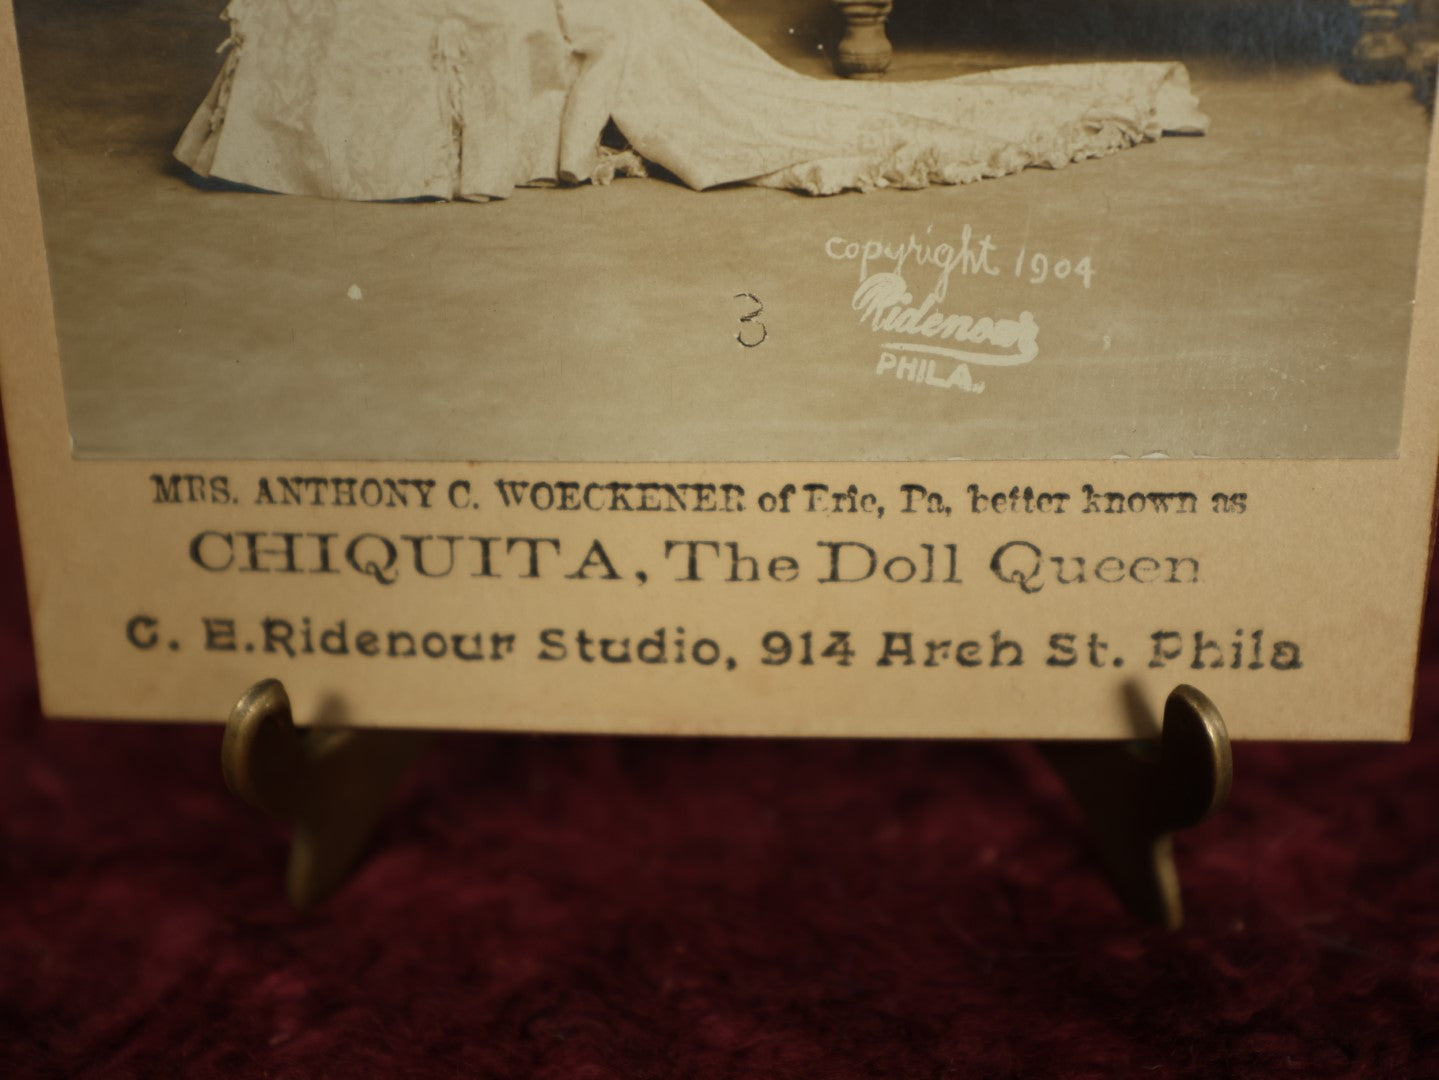 copyright 1904
Ridenour
PHILA.
3
MRS. ANTHONY C. WOECKENER of Erie, Pa, better known as
CHIQUITA, The Doll Queen
C. E. Ridenour Studio, 914 Arch St. Phila